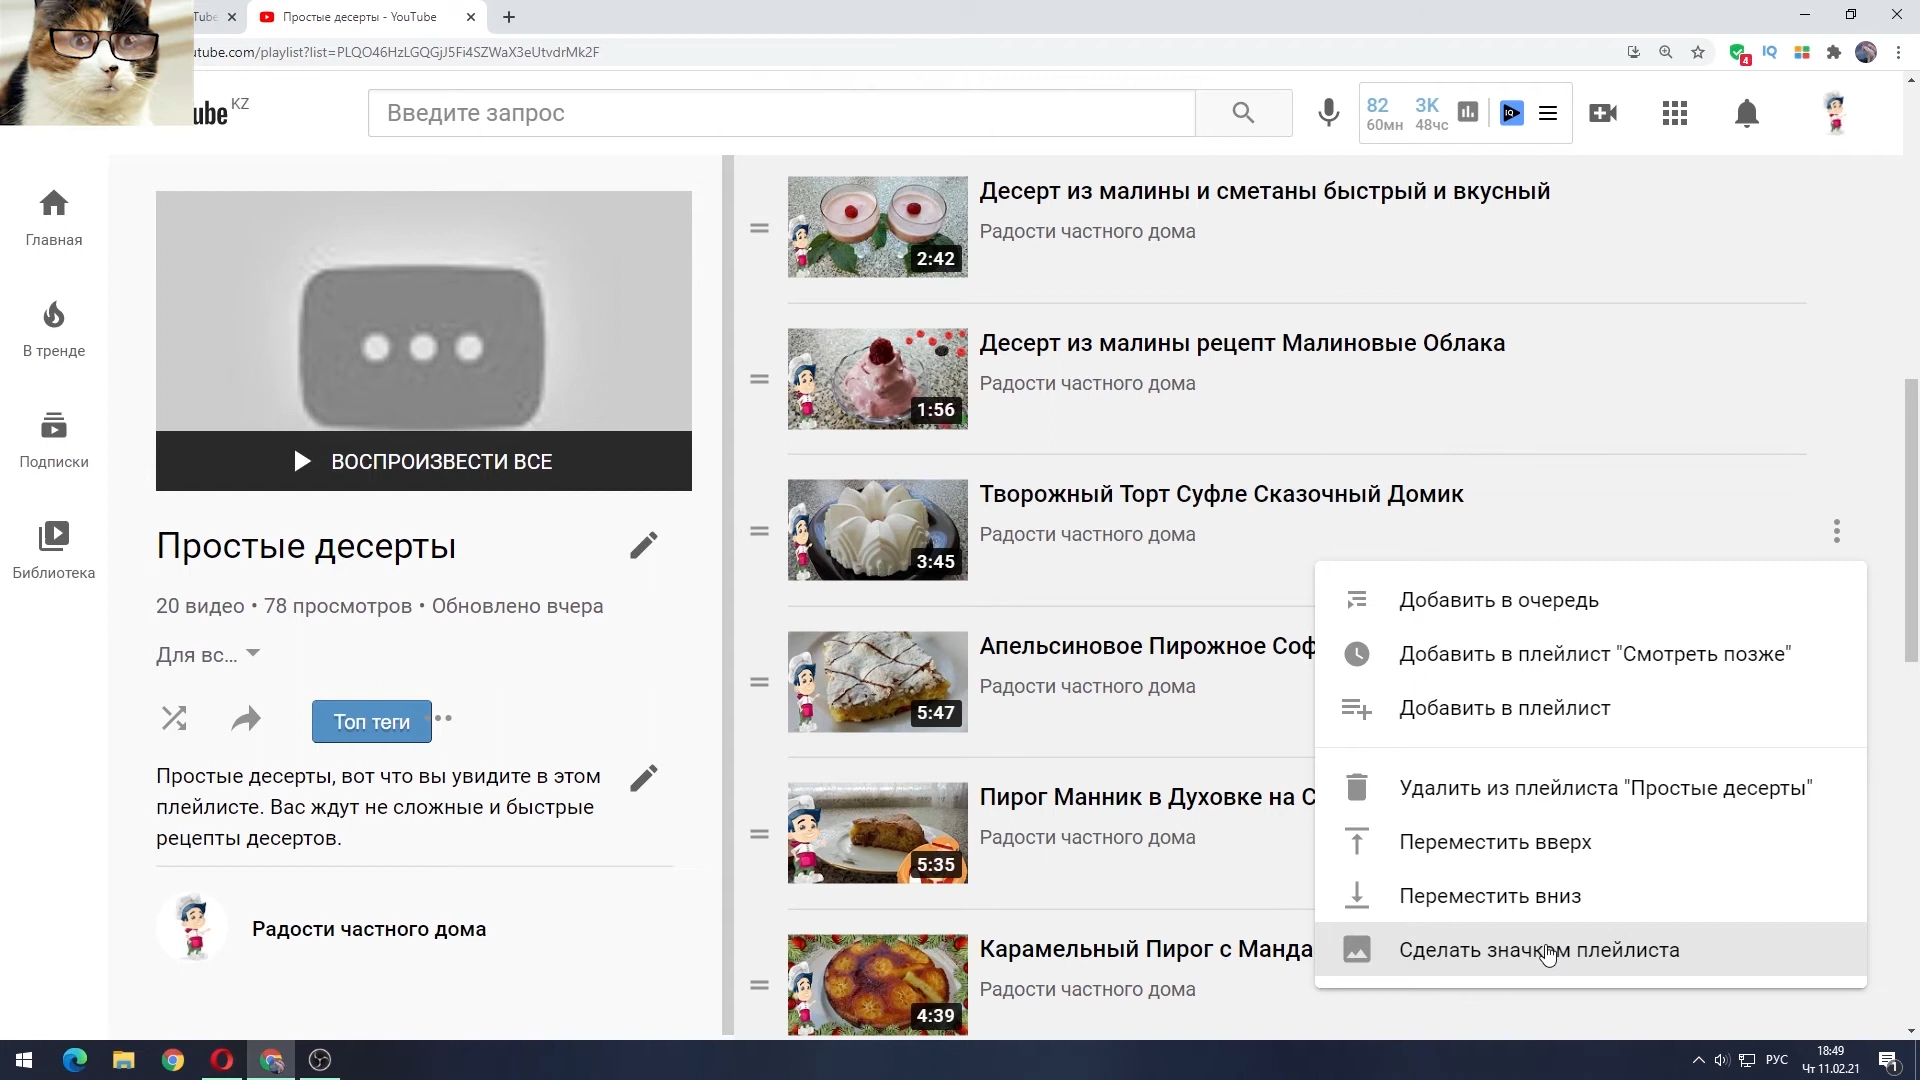 Tube
Простые десерты - YouTube
utube.com/playlist?list=PLQO46HzLGQGjJ5Fi4SZWaX3eUtvdrMk2F
4
IQ
ube KZ
Введите запрос
82
60мн
3K
48чс
IQ
Главная
В тренде
Подписки
Библиотека
ВОСПРОИЗВЕСТИ ВСЕ
Простые десерты
20 видео • 78 просмотров • Обновлено вчера
Для вс...
Топ теги
Простые десерты, вот что вы увидите в этом
плейлисте. Вас ждут не сложные и быстрые
рецепты десертов.
Радости частного дома
Десерт из малины и сметаны быстрый и вкусный
Радости частного дома
2:42
Десерт из малины рецепт Малиновые Облака
Радости частного дома
1:56
Творожный Торт Суфле Сказочный Домик
Радости частного дома
3:45
Апельсиновое Пирожное Соф
Радости частного дома
5:47
Пирог Манник в Духовке на С
Радости частного дома
5:35
Карамельный Пирог с Манда
Радости частного дома
4:39
Добавить в очередь
Добавить в плейлист "Смотреть позже"
Добавить в плейлист
Удалить из плейлиста "Простые десерты"
Переместить вверх
Переместить вниз
Сделать значком плейлиста
РУС
18:49
Чт 11.02.21
1